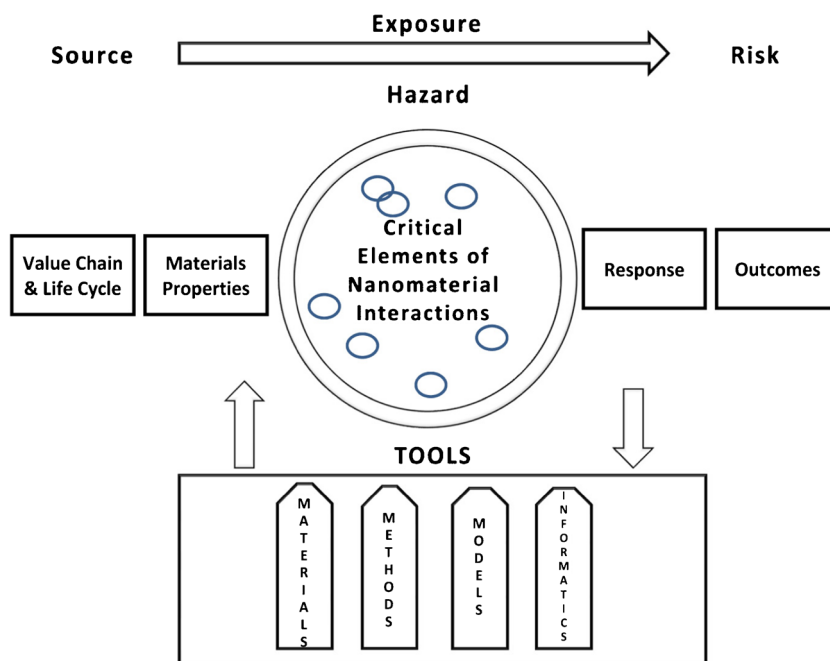 Exposure
Source
Risk
Hazard
Value Chain
& Life Cycle
Materials
Properties
Critical
Elements of
Nanomaterial
Interactions
Response
Outcomes
TOOLS
MATERIALS
METHODS
MODELS
INFORMATICS